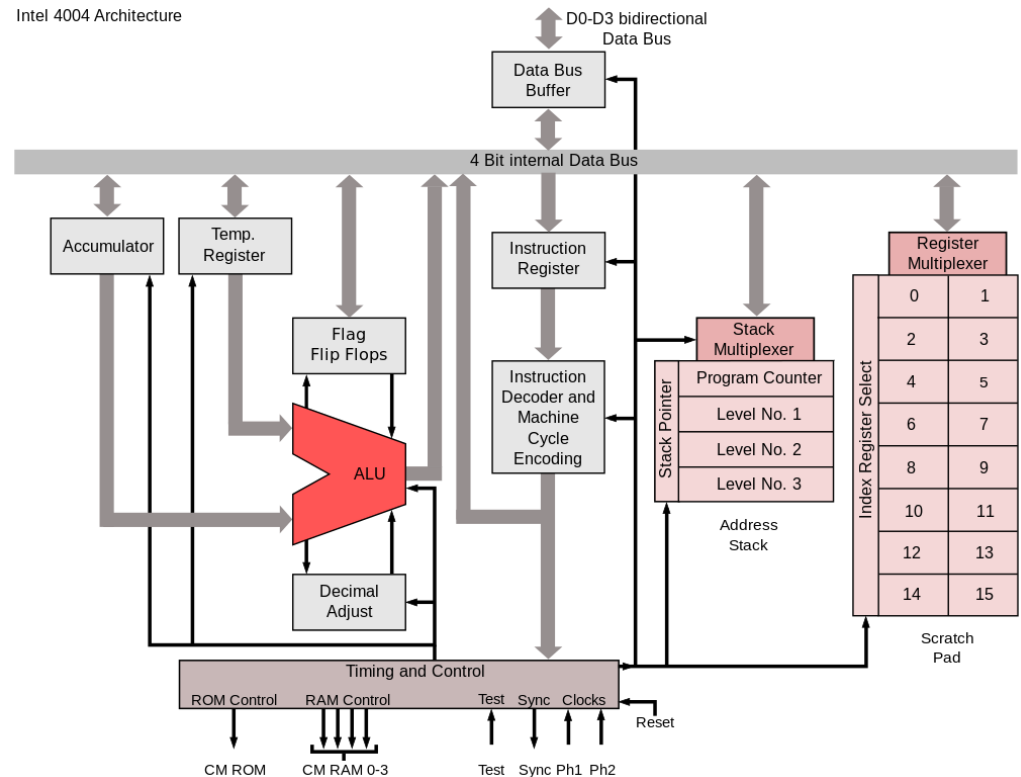 Intel 4004 Architecture
D0-D3 bidirectional
Data Bus
Data Bus
Buffer
4 Bit internal Data Bus
Accumulator
Temp.
Register
Flag
Flip Flops
ALU
Decimal
Adjust
Instruction
Register
Instruction
Decoder and
Machine
Cycle
Encoding
Stack
Multiplexer
Stack Pointer
Program Counter
Level No. 1
Level No. 2
Level No. 3
Address
Stack
Register
Multiplexer
Index Register Select
0 1
2 3
4 5
6 7
8 9
10 11
12 13
14 15
Scratch
Pad
Timing and Control
ROM Control RAM Control Test Sync Clocks
Reset
CM ROM CM RAM 0-3 Test Sync Ph1 Ph2